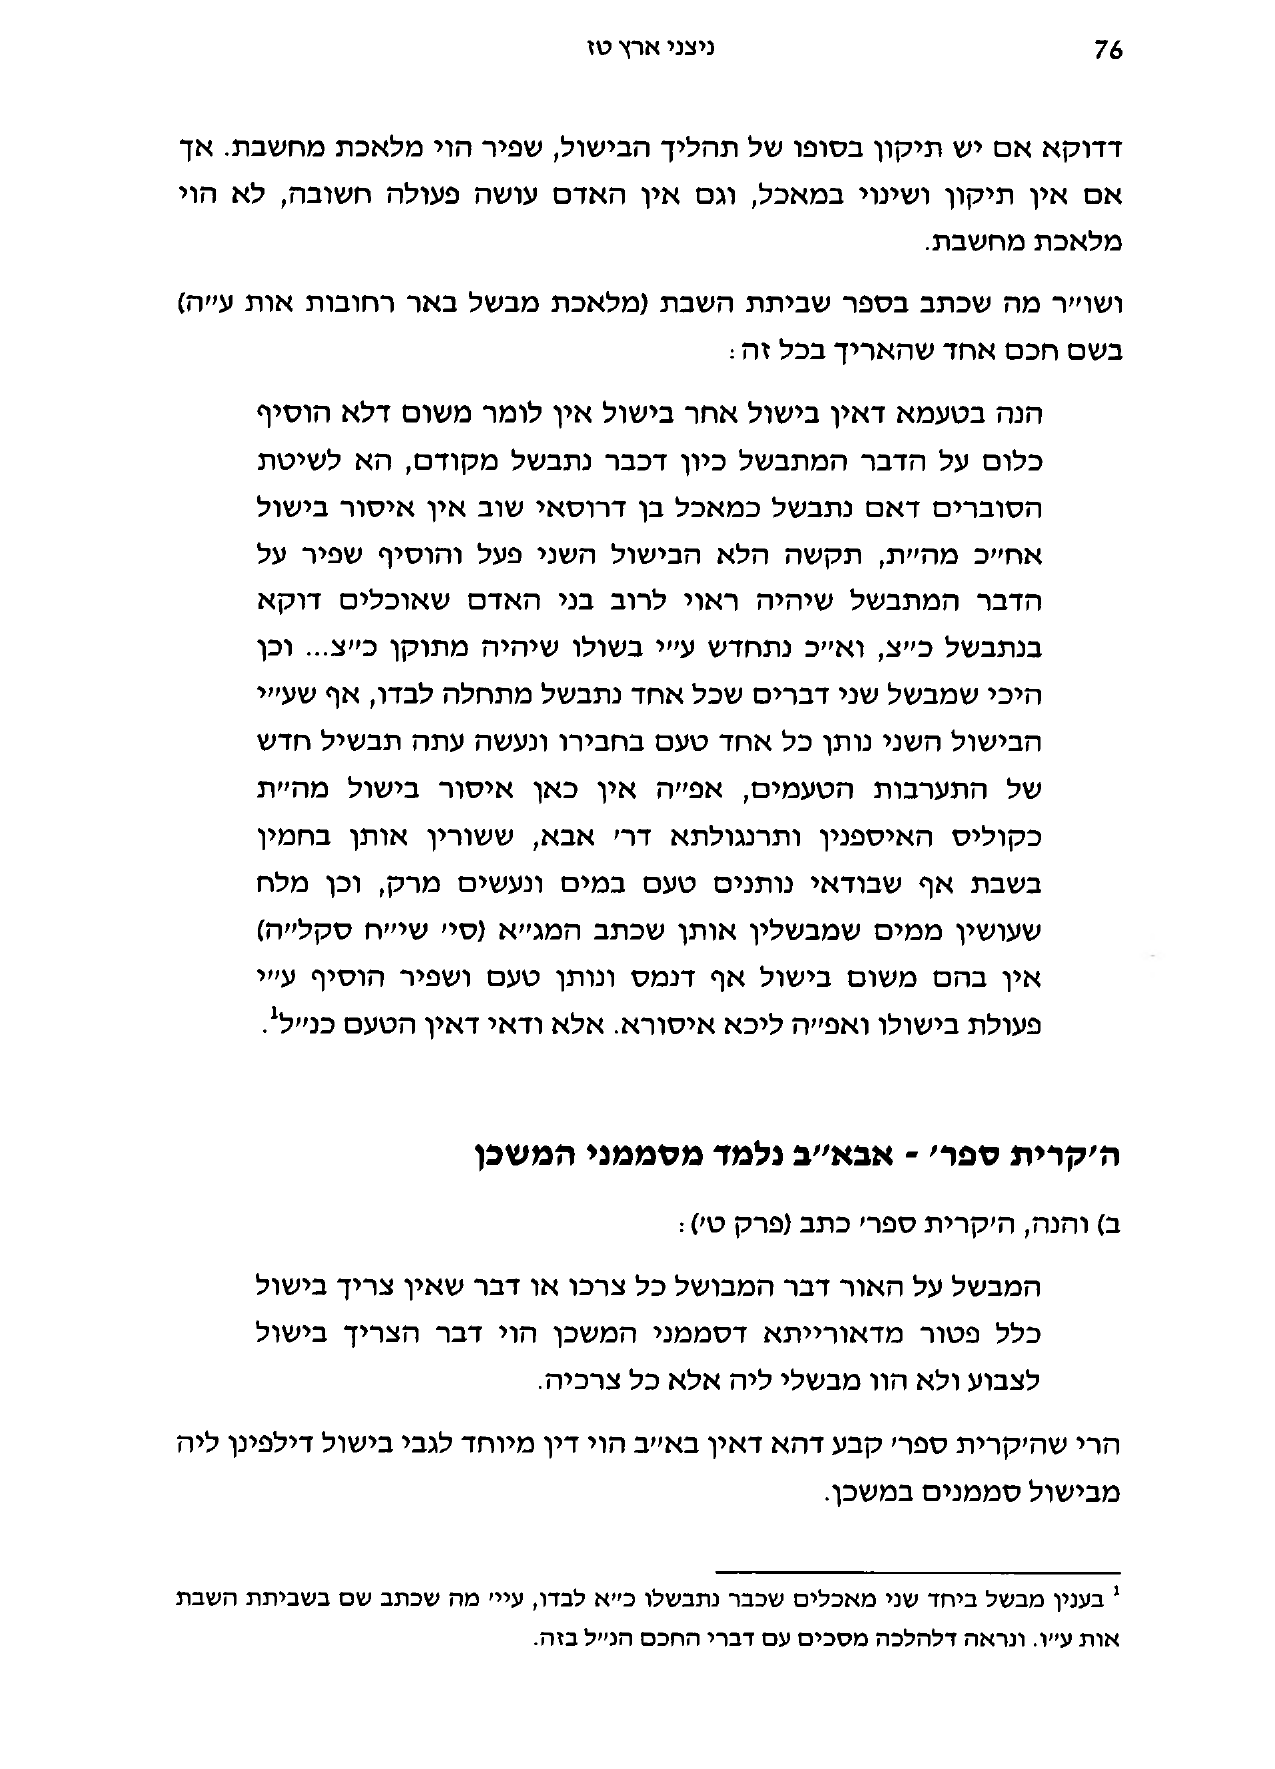 76
ניצני ארץ טז
דדוקא אם יש תיקון בסופו של תהליך הבישול, שפיר הוי מלאכת מחשבת. אך
אם אין תיקון ושינוי במאכל, וגם אין האדם עושה פעולה חשובה, לא הוי
מלאכת מחשבת.
ושו״ר מה שכתב בספר שביתת השבת (מלאכת מבשל באר רחובות אות ע״ה)
בשם חכם אחד שהאריך בכל זה:
הנה בטעמא דאין בישול אחר בישול אין לומר משום דלא הוסיף
כלום על הדבר המתבשל כיון דכבר נתבשל מקודם, הא לשיטת
הסוברים דאם נתבשל כמאכל בן דרוסאי שוב אין איסור בישול
אח״כ מה״ת, תקשה הלא הבישול השני פעל והוסיף שפיר על
הדבר המתבשל שיהיה ראוי לרוב בני האדם שאוכלים דוקא
בנתבשל כ״צ, וא״כ נתחדש ע״י בשולו שיהיה מתוקן כ״צ... וכן
היכי שמבשל שני דברים שכל אחד נתבשל מתחלה לבדו, אף שע״י
הבישול השני נותן כל אחד טעם בחבירו ונעשה עתה תבשיל חדש
של התערבות הטעמים, אפ״ה אין כאן איסור בישול מה״ת
כקוליס האיספנין ותרנגולתא דר׳ אבא, ששורין אותן בחמין
בשבת אף שבודאי נותנים טעם במים ונעשים מרק, וכן מלח
שעושין ממים שמבשלין אותן שכתב המג״א (סי׳ שי״ח סקל״ה)
אין בהם משום בישול אף דנמס ונותן טעם ושפיר הוסיף ע״י
פעולת בישולו ואפ״ה ליכא איסורא. אלא ודאי דאין הטעם כנ״ל¹.
ה׳קרית ספר׳ - אבא״ב נלמד מסממני המשכן
ב) והנה, ה׳קרית ספר׳ כתב (פרק ט׳):
המבשל על האור דבר המבושל כל צרכו או דבר שאין צריך בישול
כלל פטור מדאורייתא דסממני המשכן הוי דבר הצריך בישול
לצבוע ולא הוו מבשלי ליה אלא כל צרכיה.
הרי שה׳קרית ספר׳ קבע דהא דאין בא״ב הוי דין מיוחד לגבי בישול דילפינן ליה
מבישול סממנים במשכן.
¹ בענין מבשל ביחד שני מאכלים שכבר נתבשלו כ״א לבדו, עיי׳ מה שכתב שם בשביתת השבת
אות ע״ו. ונראה דלהלכה מסכים עם דברי החכם הנ״ל בזה.